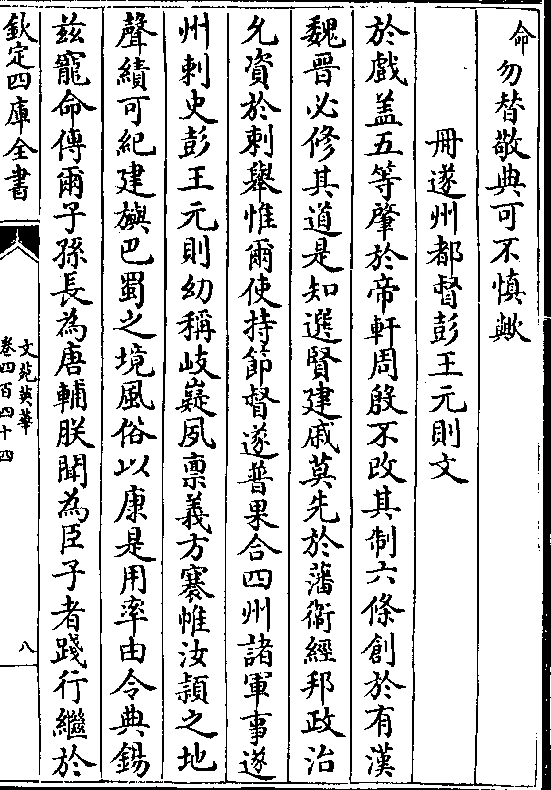 命勿替敬典可不慎歟
冊遂州都督彭王元則文
於戲蓋五等肇於帝軒周殷不改其制六條創於有漢
魏晉必修其道是知選賢建戚莫先於藩衛經邦政治
允資於刺舉惟爾使持節督遂普果合四州諸軍事遂
州刺史彭王元則幼稱岐嶷夙禀義方褰帷汝潁之地
聲績可紀建旟巴蜀之境風俗以康是用率由令典錫
茲寵命傳爾子孫長為唐輔朕聞為臣子者踐行繼於
欽定四庫全書
文苑英華
卷四百四十四
八